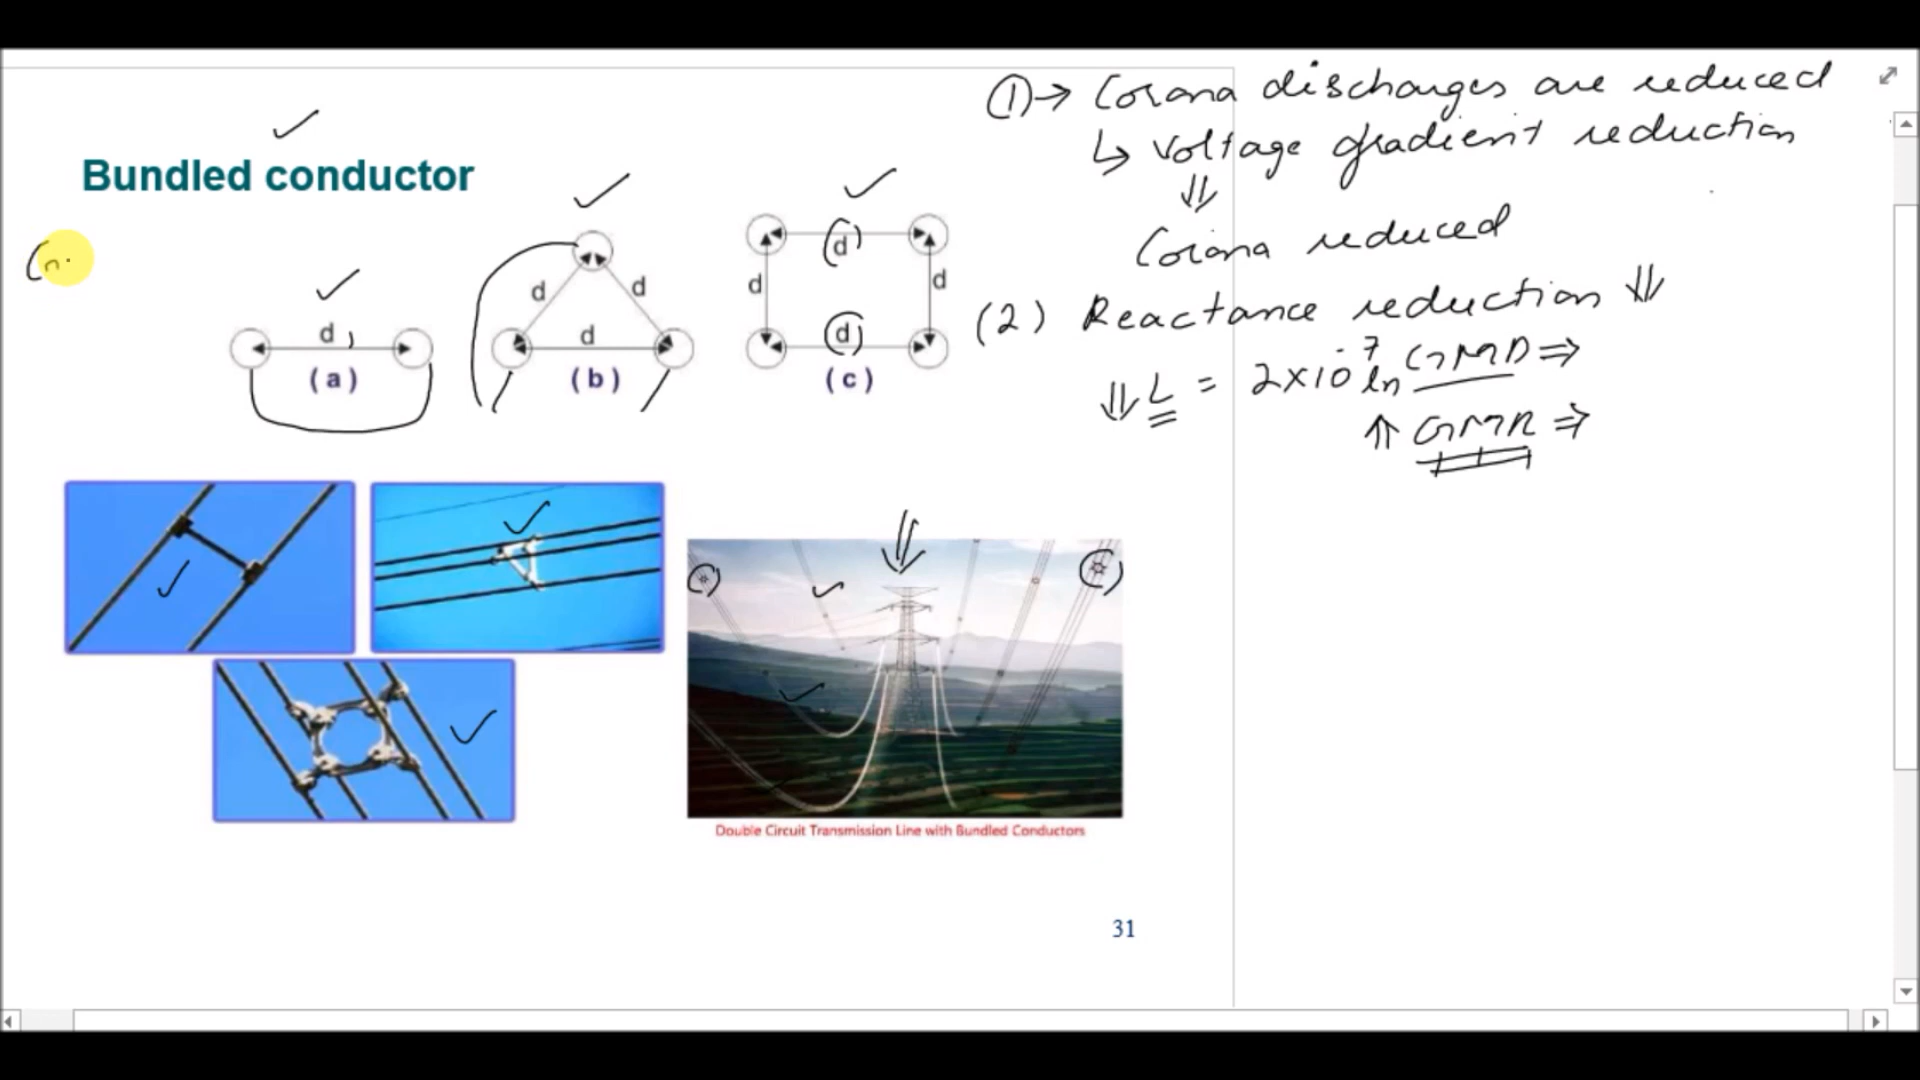 Bundled conductor
d
(a)
d
d
d
(b)
d
d
d
d
(c)
(1)→ Corona discharges are reduced
↳ Voltage gradient reduction
⇓
Corona reduced
(2) Reactance reduction ⇓
⇓ L = 2×10⁻⁷ ln GMD ⇒
⇑ GMR ⇒
Double Circuit Transmission Line with Bundled Conductors
31